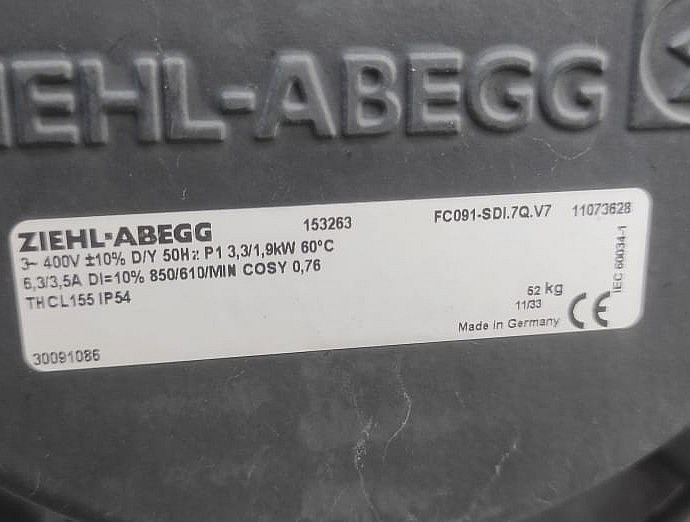 IEHL-ABEGG
ZIEHL-ABEGG 153263 FC091-SDI.7Q.V7 11073628
3~ 400V ±10% D/Y 50Hz P1 3,3/1,9kW 60°C
6,3/3,5A DI=10% 850/610/MIN COSY 0,76
THCL155 IP54
52 kg
11/33
IEC 60034-1
Made in Germany CE
30091086